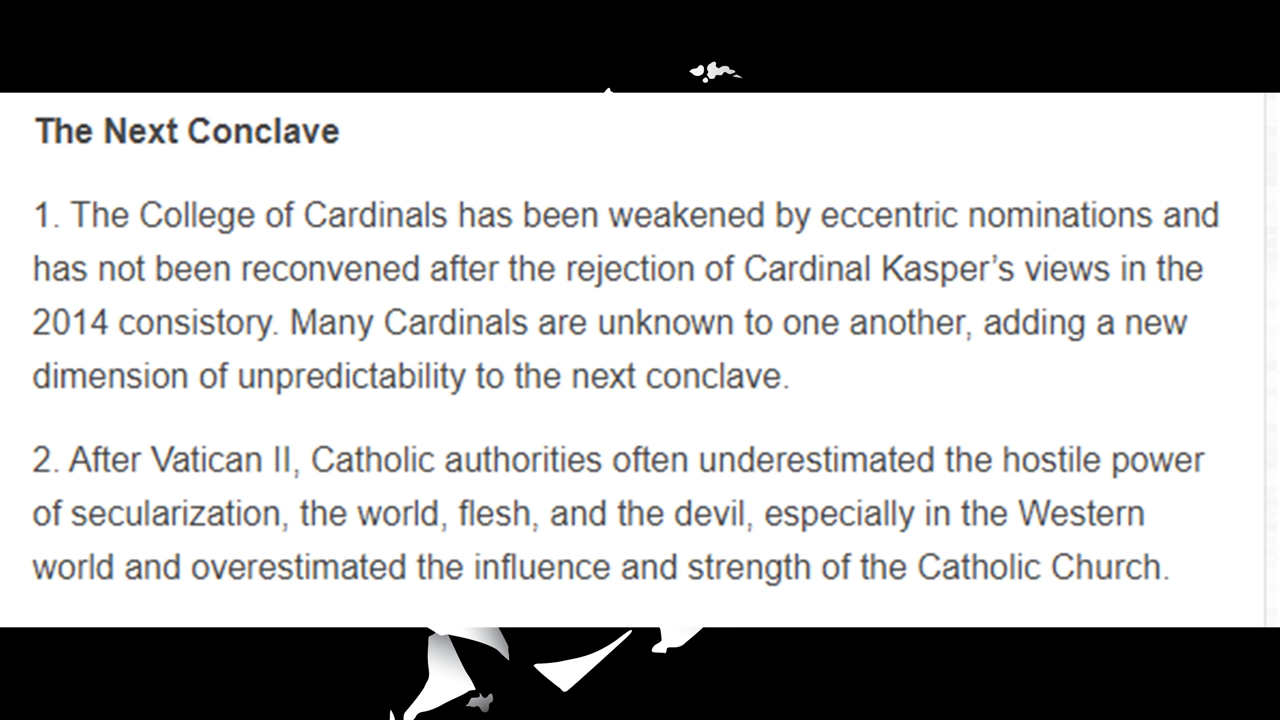 The Next Conclave
1. The College of Cardinals has been weakened by eccentric nominations and
has not been reconvened after the rejection of Cardinal Kasper’s views in the
2014 consistory. Many Cardinals are unknown to one another, adding a new
dimension of unpredictability to the next conclave.
2. After Vatican II, Catholic authorities often underestimated the hostile power
of secularization, the world, flesh, and the devil, especially in the Western
world and overestimated the influence and strength of the Catholic Church.